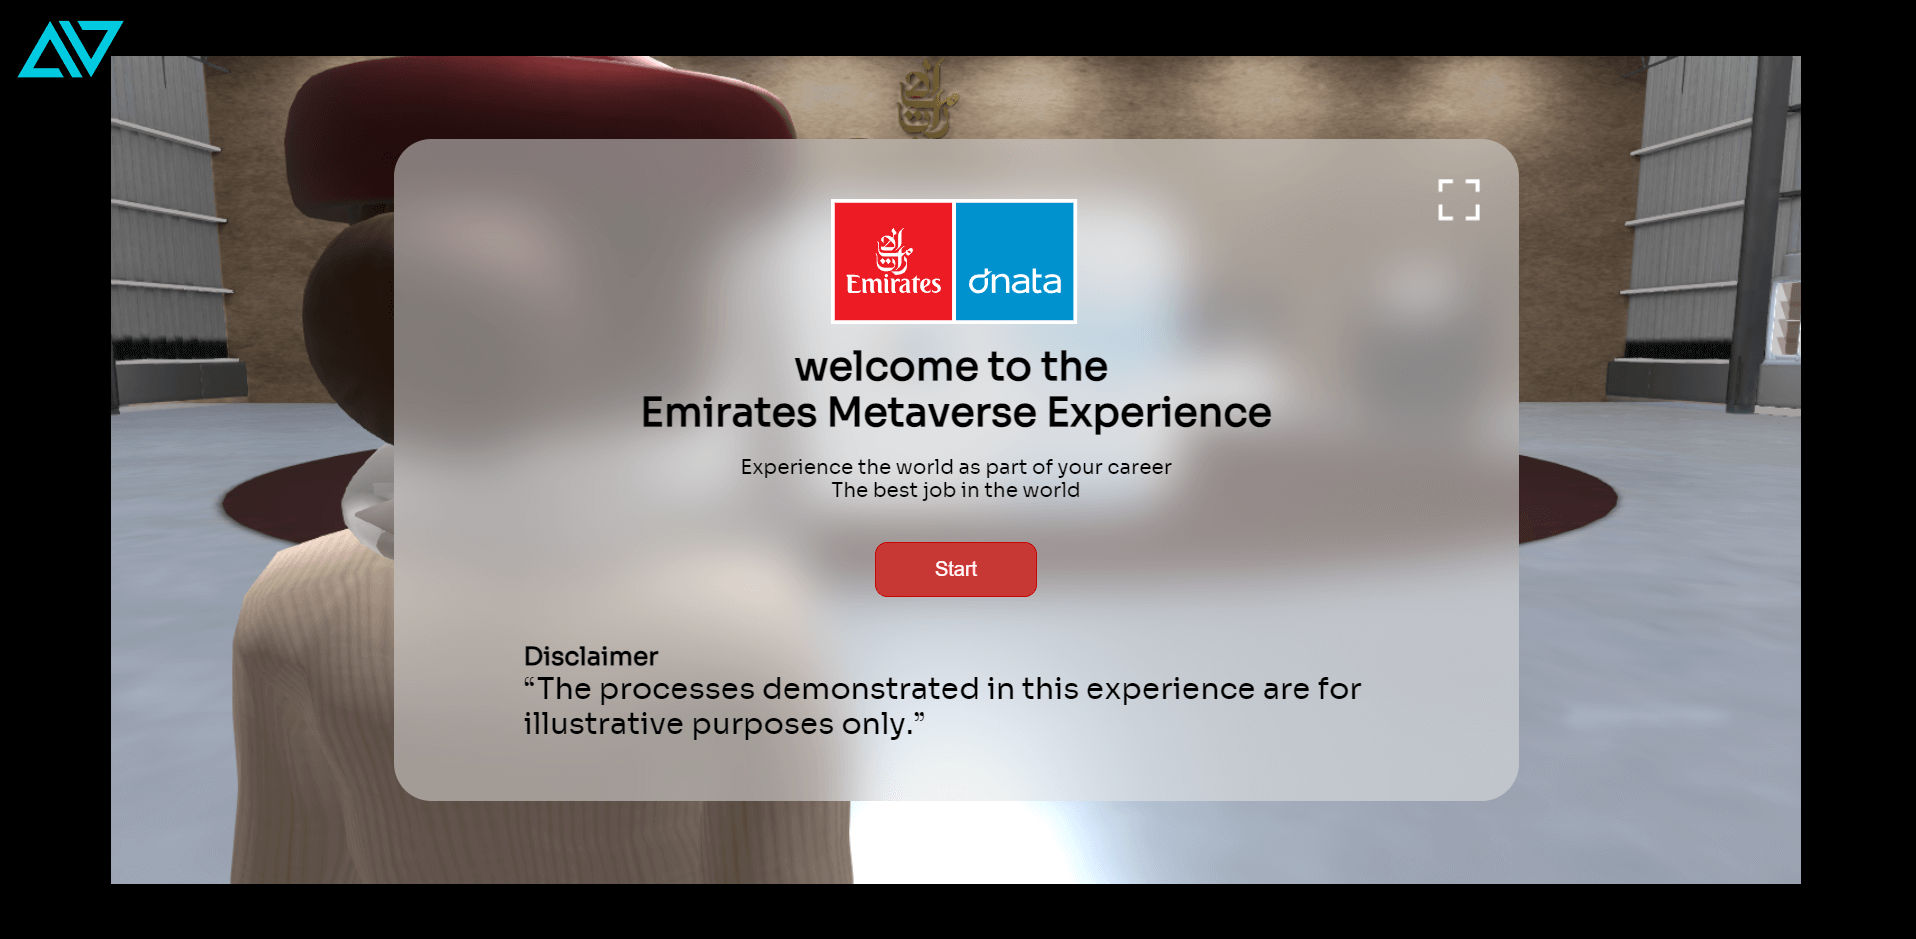 Emirates
dnata
welcome to the
Emirates Metaverse Experience
Experience the world as part of your career
The best job in the world
Start
Disclaimer
“The processes demonstrated in this experience are for
illustrative purposes only.”